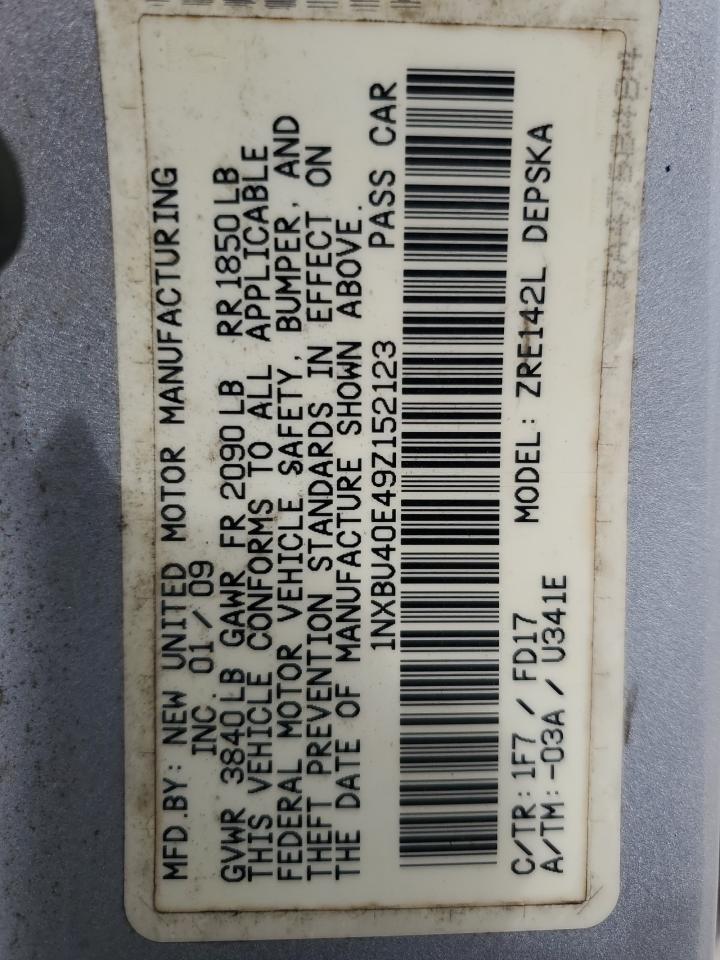 MFD.BY: NEW UNITED MOTOR MANUFACTURING
INC. 01/09
GVWR 3840LB GAWR FR 2090LB RR1850LB
THIS VEHICLE CONFORMS TO ALL APPLICABLE
FEDERAL MOTOR VEHICLE SAFETY, BUMPER, AND
THEFT PREVENTION STANDARDS IN EFFECT ON
THE DATE OF MANUFACTURE SHOWN ABOVE.
1NXBU40E49Z152123 PASS CAR
C/TR: 1F7 / FD17 MODEL: ZRE142L DEPSKA
A/TM: -03A / U341E